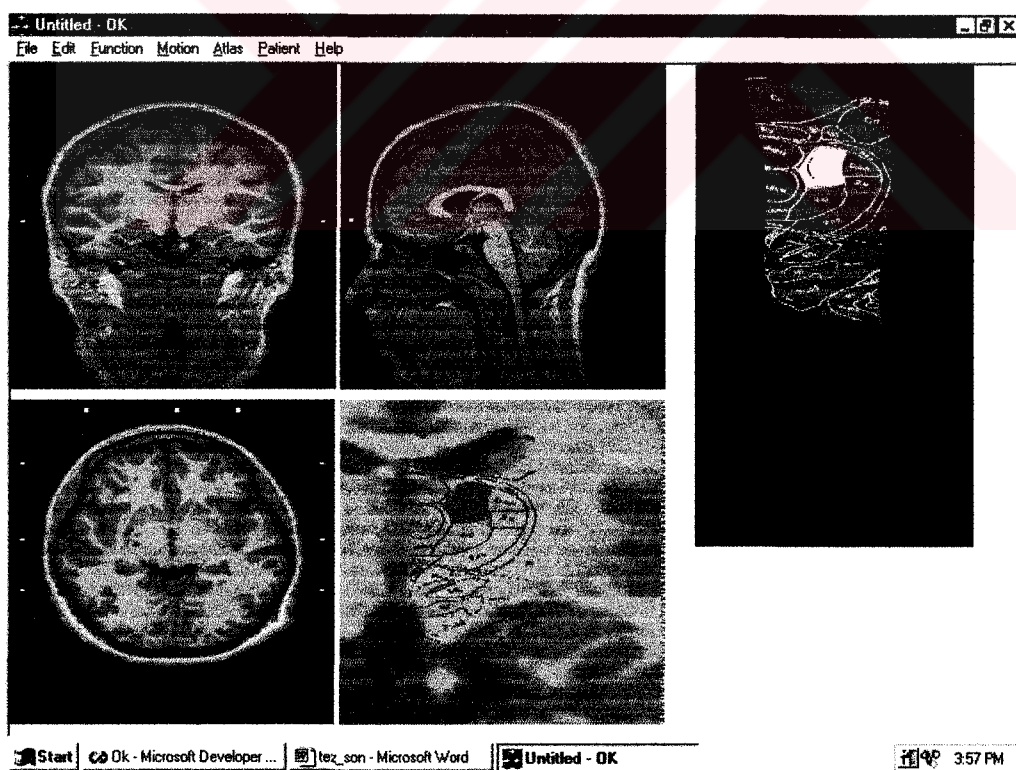 Untitled - OK
File Edit Function Motion Atlas Patient Help
Start Ok - Microsoft Developer ... tez_son - Microsoft Word Untitled - OK 3:57 PM